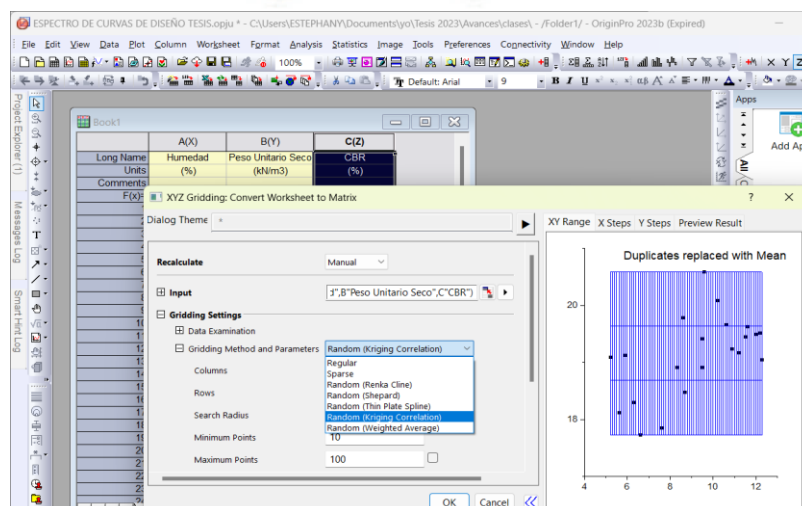 ESPECTRO DE CURVAS DE DISEÑO TESIS.opju * - C:\Users\ESTEPHANY\Documents\yo\Tesis 2023\Avances\clases\ - /Folder1/ - OriginPro 2023b (Expired)
File Edit View Data Plot Column Worksheet Format Analysis Statistics Image Tools Preferences Connectivity Window Help
100%
Default: Arial 9 B I U
Project Explorer (1)
Messages Log
Smart Hint Log
Book1
A(X) B(Y) C(Z)
Long Name Humedad Peso Unitario Seco CBR
Units (%) (kN/m3) (%)
Comments
F(x)=
Apps
Add Ap
All
XYZ Gridding: Convert Worksheet to Matrix ? X
Dialog Theme *
Recalculate Manual
Input ",B"Peso Unitario Seco",C"CBR")
Gridding Settings
Data Examination
Gridding Method and Parameters Random (Kriging Correlation)
Regular
Sparse
Random (Renka Cline)
Random (Shepard)
Random (Thin Plate Spline)
Random (Kriging Correlation)
Random (Weighted Average)
Columns
Rows
Search Radius
Minimum Points 10
Maximum Points 100
OK Cancel
XY Range X Steps Y Steps Preview Result
Duplicates replaced with Mean
20
18
4 6 8 10 12